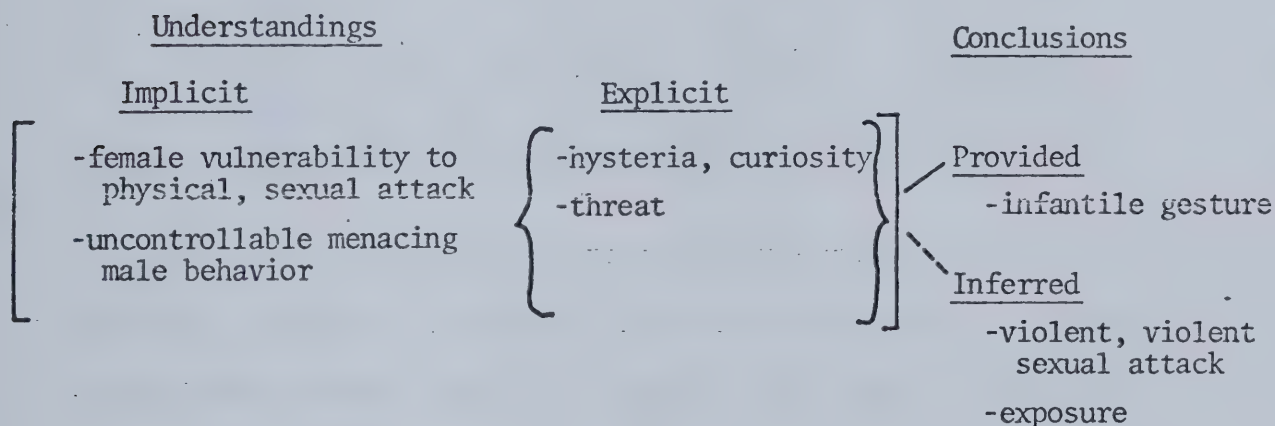 Understandings
Conclusions
Implicit
Explicit
-female vulnerability to
physical, sexual attack
-uncontrollable menacing
male behavior
-hysteria, curiosity
-threat
Provided
-infantile gesture
Inferred
-violent, violent
sexual attack
-exposure